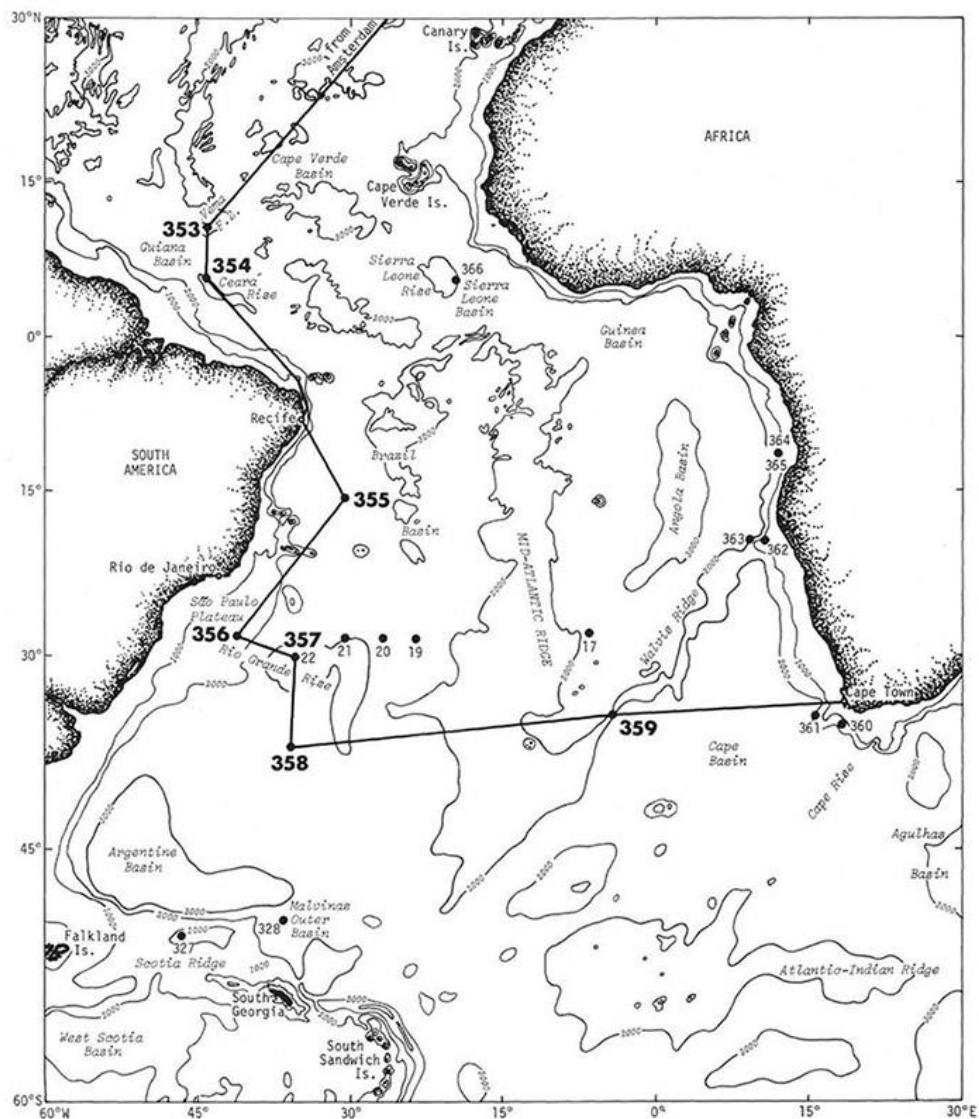 30°N
from
Amsterdam
Canary
Is.
AFRICA
Cape Verde
Basin
15°
Cape
Verde Is.
Vema
F.Z.
353
Guiana
Basin
354
Ceará
Rise
Sierra
Leone
Rise
366
Sierra
Leone
Basin
Guinea
Basin
0°
Recife
Brazil
Basin
SOUTH
AMERICA
364
365
Angola Basin
15°
355
MID-ATLANTIC RIDGE
363
362
Rio de Janeiro
São Paulo
Plateau
356
357
22
21
20
19
17
Rio Grande Rise
Walvis Ridge
30°
Cape Town
361
360
359
358
Cape
Basin
Cape Rise
Agulhas
Basin
45°
Argentine
Basin
Malvinas
Outer
Basin
328
327
Falkland
Is.
Scotia Ridge
Atlantic-Indian Ridge
South
Georgia
West Scotia
Basin
South
Sandwich
Is.
60°S
60°W
45°
30°
15°
0°
15°
30°E